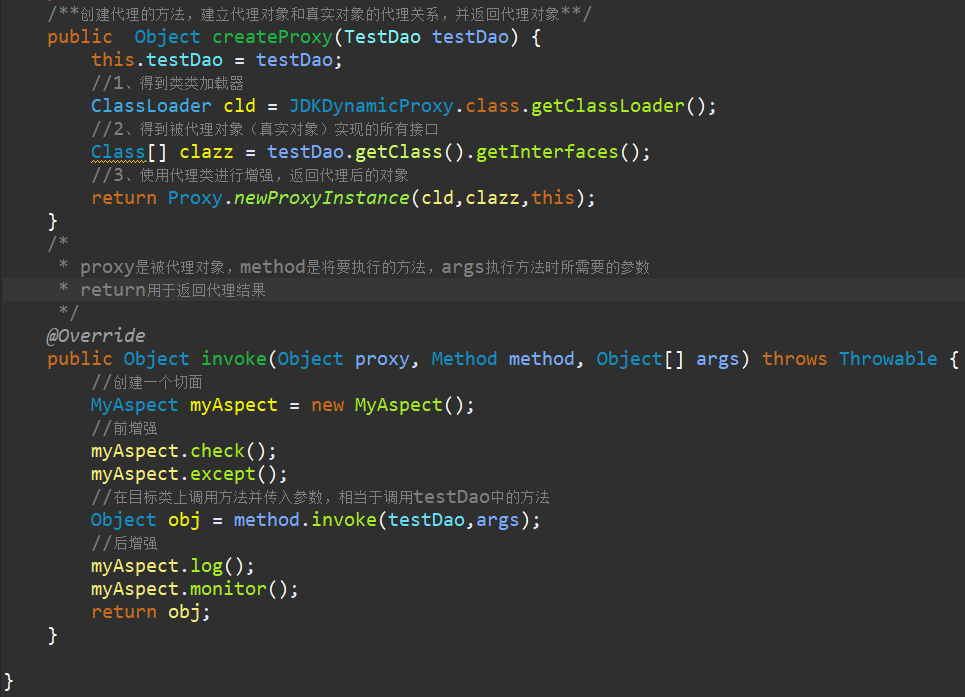 /**创建代理的方法，建立代理对象和真实对象的代理关系，并返回代理对象**/
public  Object createProxy(TestDao testDao) {
this.testDao = testDao;
//1、得到类类加载器
ClassLoader cld = JDKDynamicProxy.class.getClassLoader();
//2、得到被代理对象（真实对象）实现的所有接口
Class[] clazz = testDao.getClass().getInterfaces();
//3、使用代理类进行增强，返回代理后的对象
return Proxy.newProxyInstance(cld,clazz,this);
}
/*
* proxy是被代理对象，method是将要执行的方法，args执行方法时所需要的参数
* return用于返回代理结果
*/
@Override
public Object invoke(Object proxy, Method method, Object[] args) throws Throwable {
//创建一个切面
MyAspect myAspect = new MyAspect();
//前增强
myAspect.check();
myAspect.except();
//在目标类上调用方法并传入参数，相当于调用testDao中的方法
Object obj = method.invoke(testDao,args);
//后增强
myAspect.log();
myAspect.monitor();
return obj;
}
}